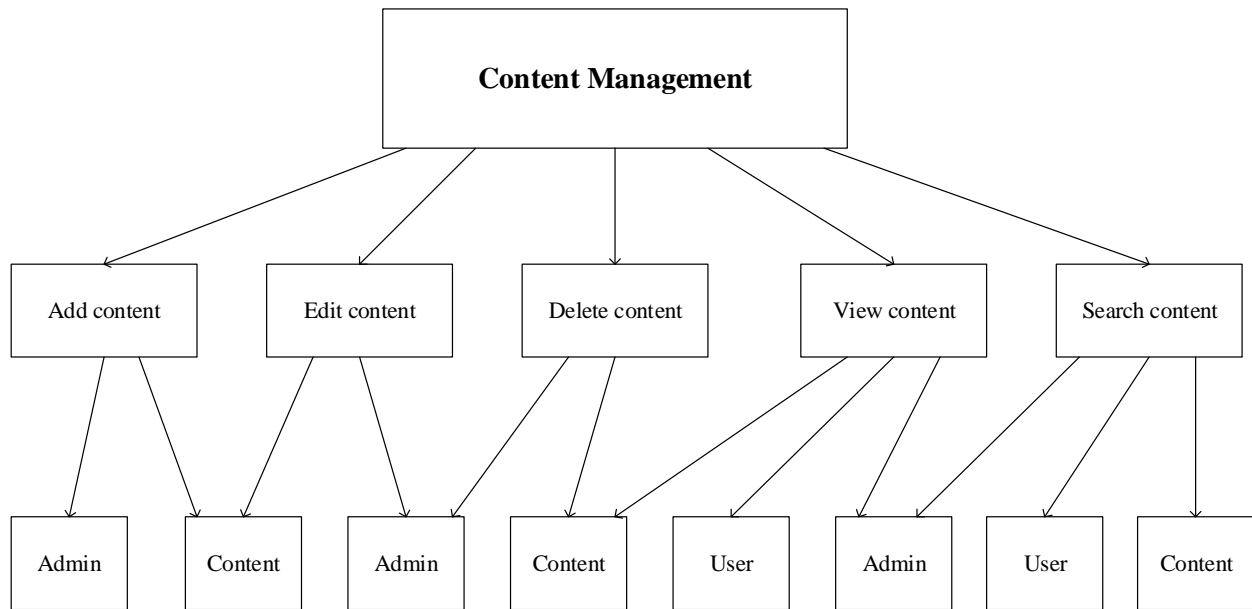 Content Management
Add content
Edit content
Delete content
View content
Search content
Admin
Content
Admin
Content
User
Admin
User
Content